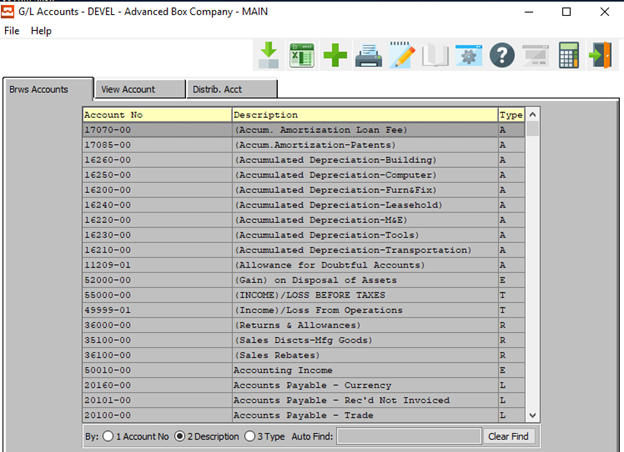 G/L Accounts - DEVEL - Advanced Box Company - MAIN
File Help
Brws Accounts View Account Distrib. Acct
Account No Description Type
17070-00 (Accum. Amortization Loan Fee) A
17085-00 (Accum.Amortization-Patents) A
16260-00 (Accumulated Depreciation-Building) A
16250-00 (Accumulated Depreciation-Computer) A
16200-00 (Accumulated Depreciation-Furn&Fix) A
16240-00 (Accumulated Depreciation-Leasehold) A
16220-00 (Accumulated Depreciation-M&E) A
16230-00 (Accumulated Depreciation-Tools) A
16210-00 (Accumulated Depreciation-Transportation) A
11209-01 (Allowance for Doubtful Accounts) A
52000-00 (Gain) on Disposal of Assets E
55000-00 (INCOME)/LOSS BEFORE TAXES T
49999-01 (Income)/Loss From Operations T
36000-00 (Returns & Allowances) R
35100-00 (Sales Discts-Mfg Goods) R
36100-00 (Sales Rebates) R
50010-00 Accounting Income E
20160-00 Accounts Payable - Currency L
20101-00 Accounts Payable - Rec'd Not Invoiced L
20100-00 Accounts Payable - Trade L
By: 1 Account No 2 Description 3 Type Auto Find: Clear Find